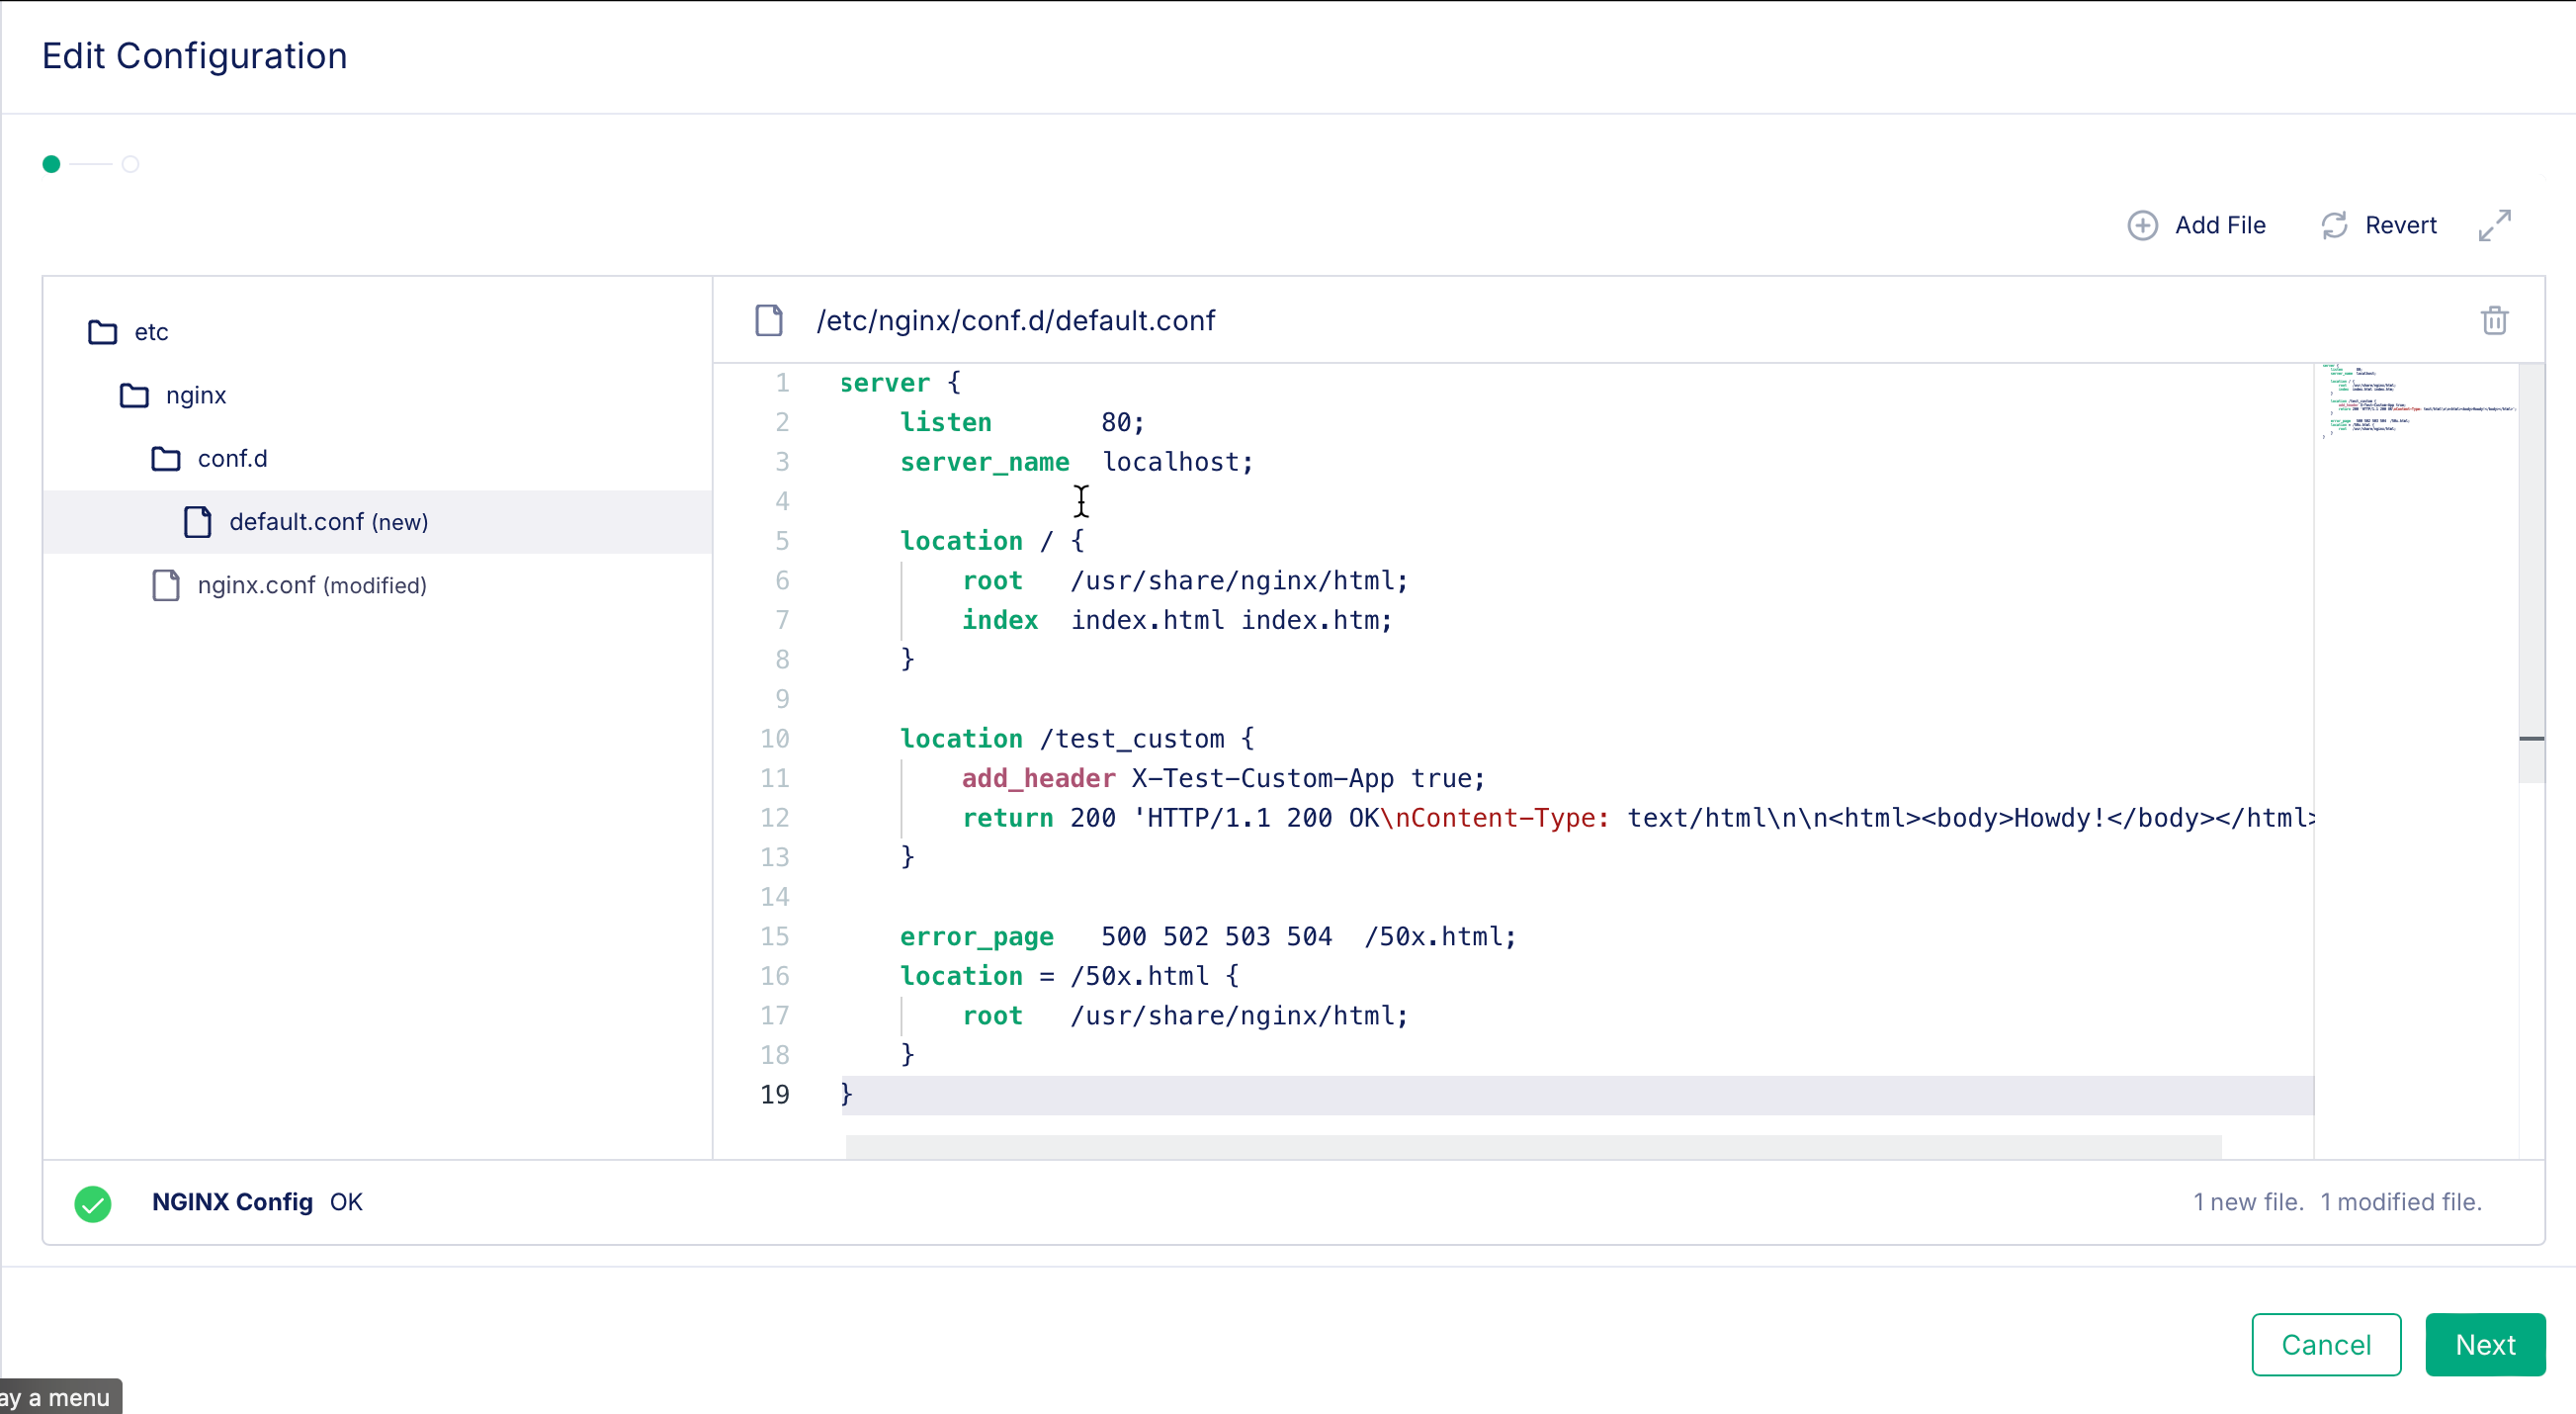 Edit Configuration
Add File
Revert
etc
nginx
conf.d
default.conf (new)
nginx.conf (modified)
/etc/nginx/conf.d/default.conf
1 server {
2     listen       80;
3     server_name  localhost;
4
5     location / {
6         root   /usr/share/nginx/html;
7         index  index.html index.htm;
8     }
9
10     location /test_custom {
11         add_header X-Test-Custom-App true;
12         return 200 'HTTP/1.1 200 OK\nContent-Type: text/html\n\n<html><body>Howdy!</body></html>
13     }
14
15     error_page   500 502 503 504  /50x.html;
16     location = /50x.html {
17         root   /usr/share/nginx/html;
18     }
19 }
NGINX Config OK
1 new file. 1 modified file.
Cancel
Next
ay a menu